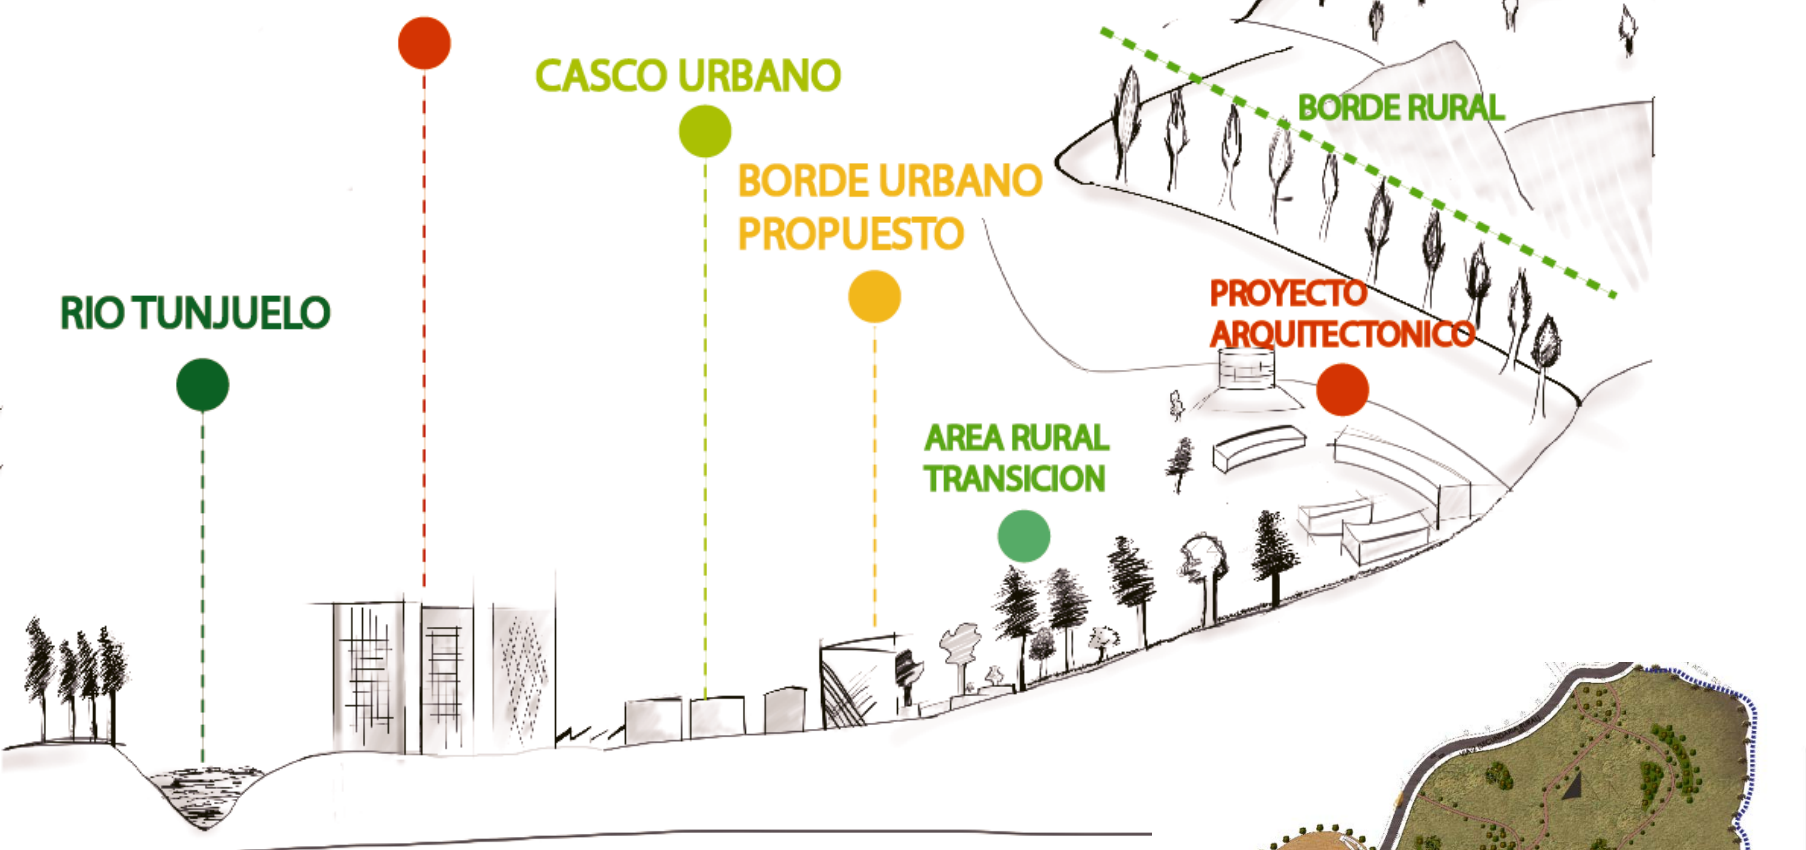 CASCO URBANO
BORDE RURAL
BORDE URBANO
PROPUESTO
RIO TUNJUELO
PROYECTO
ARQUITECTONICO
AREA RURAL
TRANSICION